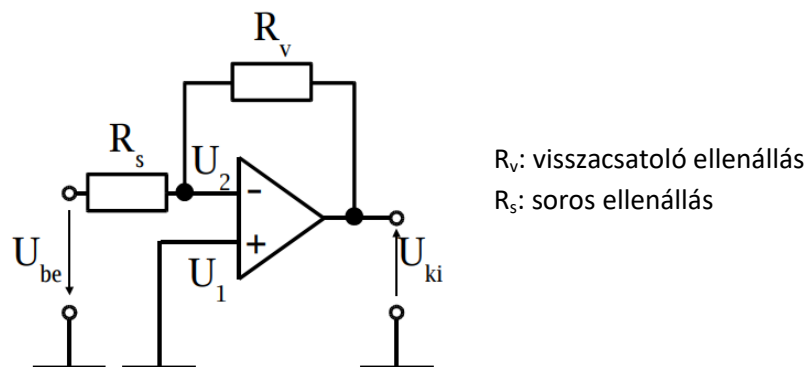 Rv
Rs
U2
-
+
Ube
U1
Uki
Rv: visszacsatoló ellenállás
Rs: soros ellenállás